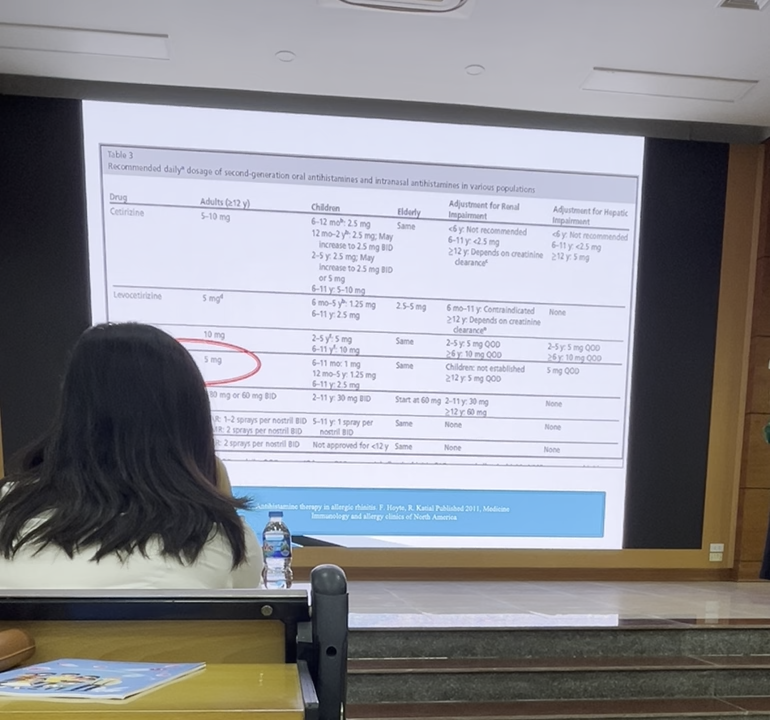 Table 3
Recommended dailyᵃ dosage of second-generation oral antihistamines and intranasal antihistamines in various populations
Drug Adults (≥12 y) Children Elderly Adjustment for Renal Impairment Adjustment for Hepatic Impairment
Cetirizine 5–10 mg 6–12 moᵇ: 2.5 mg Same <6 y: Not recommended <6 y: Not recommended
12 mo–2 yᵇ: 2.5 mg; May 6–11 y: <2.5 mg 6–11 y: <2.5 mg
increase to 2.5 mg BID ≥12 y: Depends on creatinine ≥12 y: 5 mg
2–5 y: 2.5 mg; May clearanceᶜ
increase to 2.5 mg BID
or 5 mg
6–11 y: 5–10 mg
Levocetirizine 5 mgᵈ 6 mo–5 yᵇ: 1.25 mg 2.5–5 mg 6 mo–11 y: Contraindicated None
6–11 y: 2.5 mg ≥12 y: Depends on creatinine
clearanceᵉ
10 mg 2–5 y: 5 mg Same 2–5 y: 5 mg QOD 2–5 y: 5 mg QOD
6–11 y: 10 mg ≥6 y: 10 mg QOD ≥6 y: 10 mg QOD
5 mg 6–11 mo: 1 mg Same Children: not established 5 mg QOD
12 mo–5 y: 1.25 mg ≥12 y: 5 mg QOD
6–11 y: 2.5 mg
mg or 60 mg BID 2–11 y: 30 mg BID Start at 60 mg 2–11 y: 30 mg None
≥12 y: 60 mg
1–2 sprays per nostril BID 5–11 y: 1 spray per Same None None
2 sprays per nostril BID nostril BID
2 sprays per nostril BID Not approved for <12 y Same None None
Antihistamine therapy in allergic rhinitis. F. Hoyte, R. Katial Published 2011, Medicine
Immunology and allergy clinics of North America